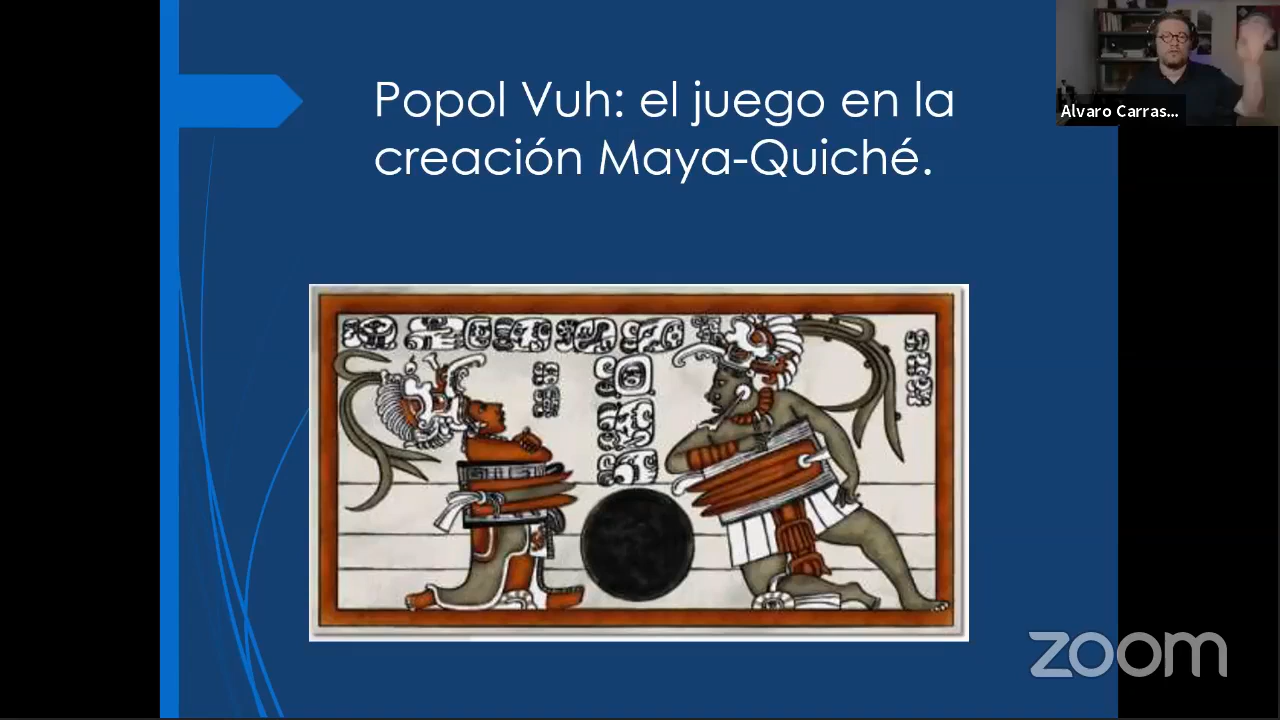 Popol Vuh: el juego en la
creación Maya-Quiché.
Alvaro Carras...
zoom